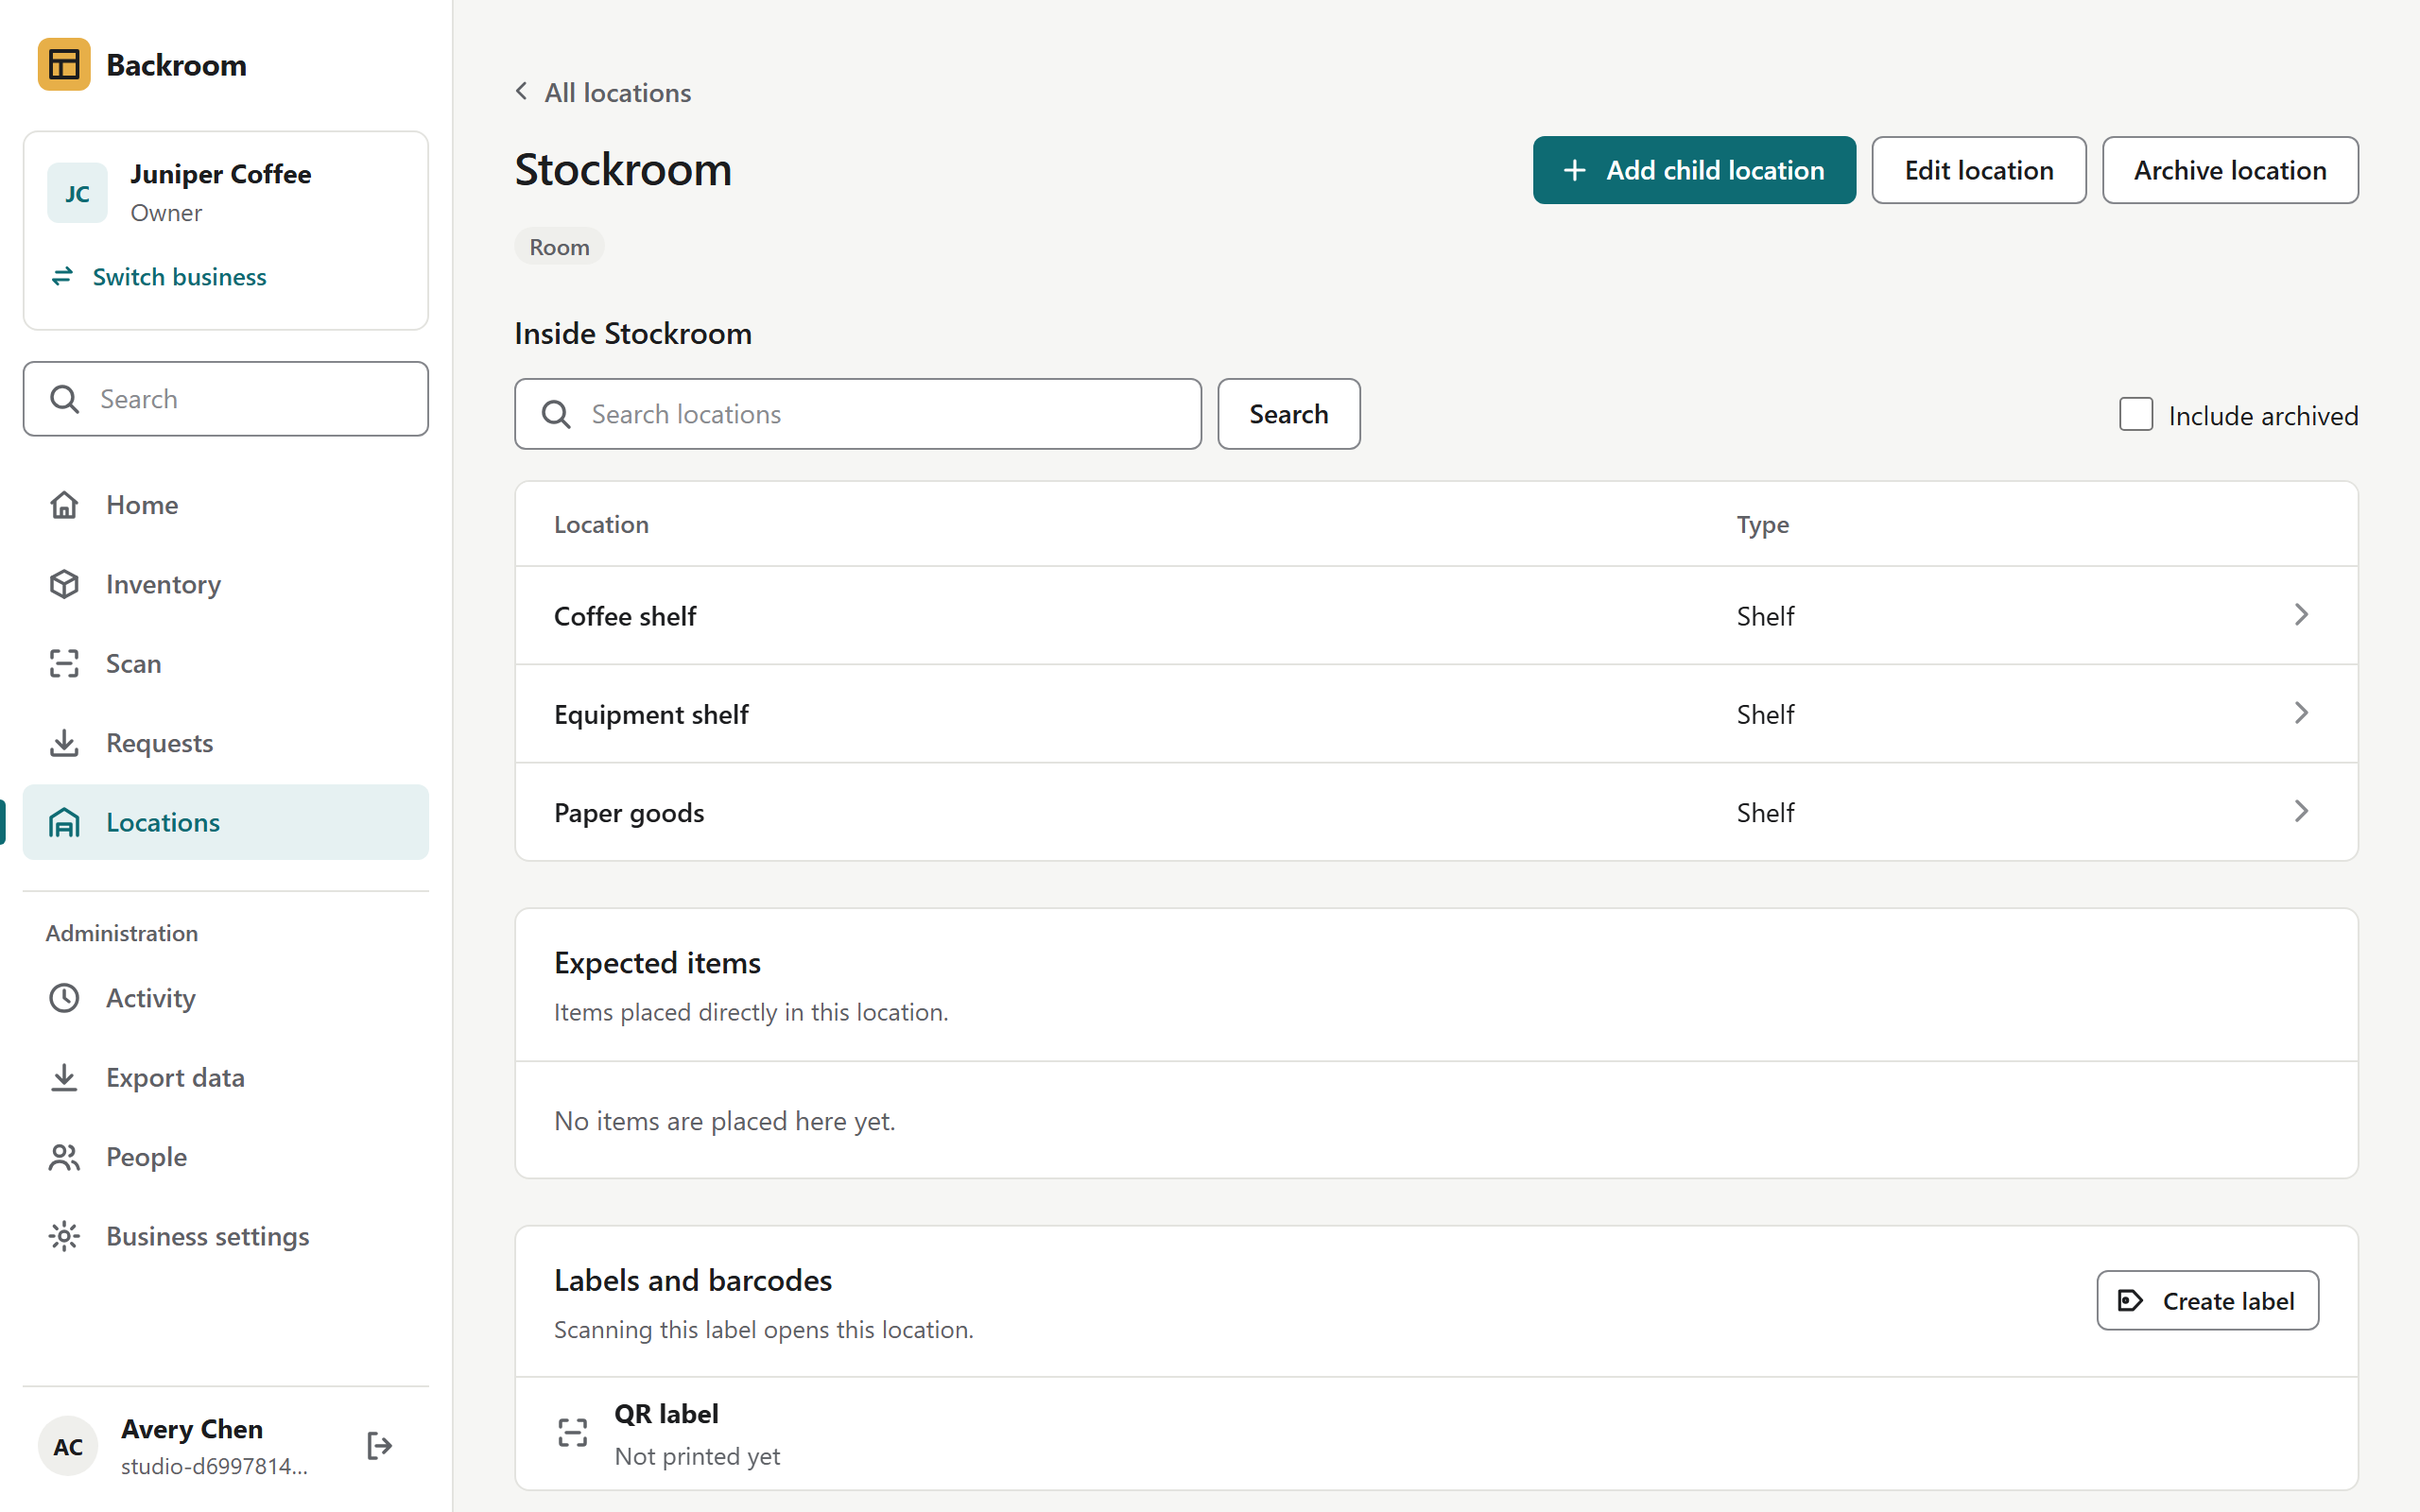 Backroom
JC
Juniper Coffee
Owner
Switch business
Search
Home
Inventory
Scan
Requests
Locations
Administration
Activity
Export data
People
Business settings
AC
Avery Chen
studio-d6997814...
All locations
Stockroom
Add child location
Edit location
Archive location
Room
Inside Stockroom
Search locations
Search
Include archived
Location Type
Coffee shelf Shelf
Equipment shelf Shelf
Paper goods Shelf
Expected items
Items placed directly in this location.
No items are placed here yet.
Labels and barcodes
Scanning this label opens this location.
Create label
QR label
Not printed yet